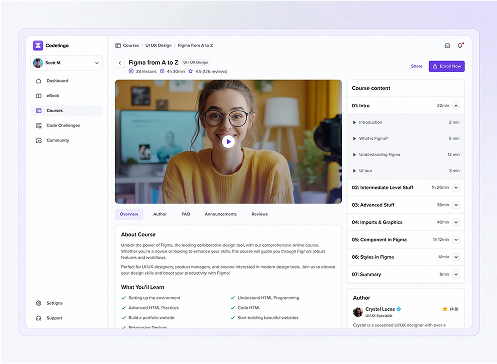 Codelingo
Scott M.
Dashboard
eBook
Courses
Code Challenges
Community
Settings
Support
Courses / UI UX Design / Figma from A to Z
Figma from A to Z
UI UX Design
38 lessons
4h 30min
4.5 (126 reviews)
Share
Enroll Now
Overview
Author
FAQ
Announcements
Reviews
About Course
Unlock the power of Figma, the leading collaborative design tool, with our comprehensive online course.
Whether you're a novice or looking to enhance your skills, this course will guide you through Figma's robust
features and workflows.
Perfect for UI/UX designers, product managers, and anyone interested in modern design tools. Join us to elevate
your design skills and boost your productivity with Figma!
What You'll Learn
Setting up the environment
Understand HTML Programming
Advanced HTML Practices
Code HTML
Build a portfolio website
Start building beautiful websites
Responsive Designs
Course content
01: Intro
22min
Introduction
2 min
What is Figma?
5 min
Understanding Figma
12 min
UI tour
3 min
02: Intermediate Level Stuff
1h 20min
03: Advanced Stuff
36min
04: Imports & Graphics
40min
05: Component in Figma
1h 12min
06: Styles in Figma
41min
07: Summary
8min
Author
Crystal Lucas
UI/UX Specialist
Crystal is a seasoned UI/UX designer with over a